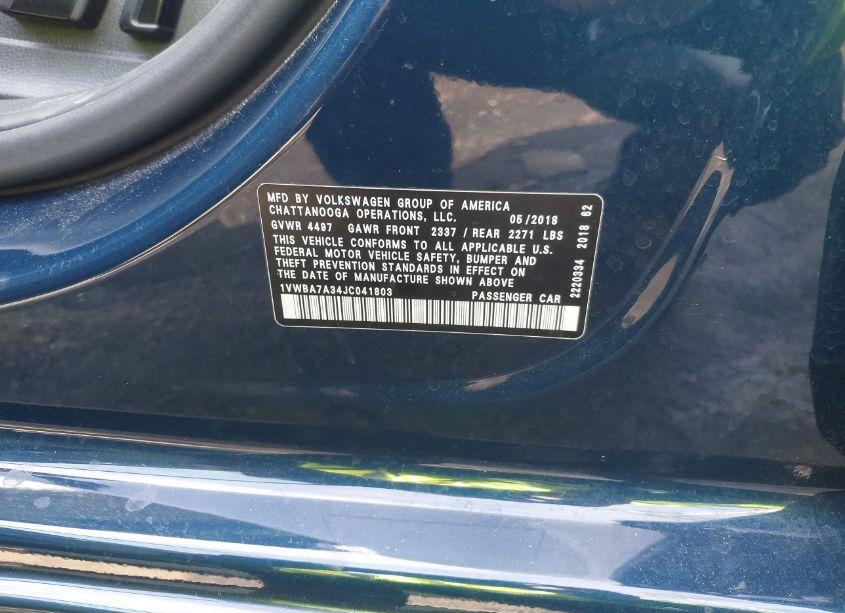 MFD BY VOLKSWAGEN GROUP OF AMERICA
CHATTANOOGA OPERATIONS, LLC. 05/2018
GVWR 4497 GAWR FRONT 2337 / REAR 2271 LBS
THIS VEHICLE CONFORMS TO ALL APPLICABLE U.S.
FEDERAL MOTOR VEHICLE SAFETY, BUMPER AND
THEFT PREVENTION STANDARDS IN EFFECT ON
THE DATE OF MANUFACTURE SHOWN ABOVE
1VWBA7A34JC041803 PASSENGER CAR
2220334 2018 82